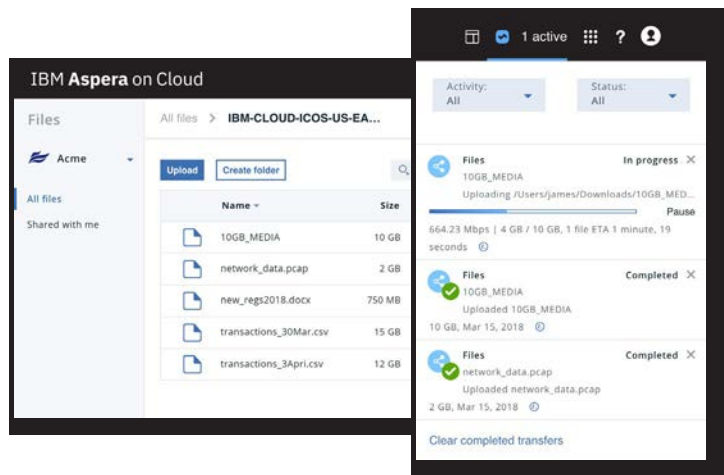 IBM Aspera on Cloud
Files
All files > IBM-CLOUD-ICOS-US-EA...
Acme
Upload Create folder
All files
Shared with me
Name Size
10GB_MEDIA 10 GB
network_data.pcap 2 GB
new_regs2018.docx 750 MB
transactions_30Mar.csv 15 GB
transactions_3Apri.csv 12 GB
1 active ?
Activity: Status:
All All
Files In progress
10GB_MEDIA
Uploading /Users/james/Downloads/10GB_MED...
Pause
664.23 Mbps | 4 GB / 10 GB, 1 file ETA 1 minute, 19
seconds
Files Completed
10GB_MEDIA
Uploaded 10GB_MEDIA
10 GB, Mar 15, 2018
Files Completed
network_data.pcap
Uploaded network_data.pcap
2 GB, Mar 15, 2018
Clear completed transfers